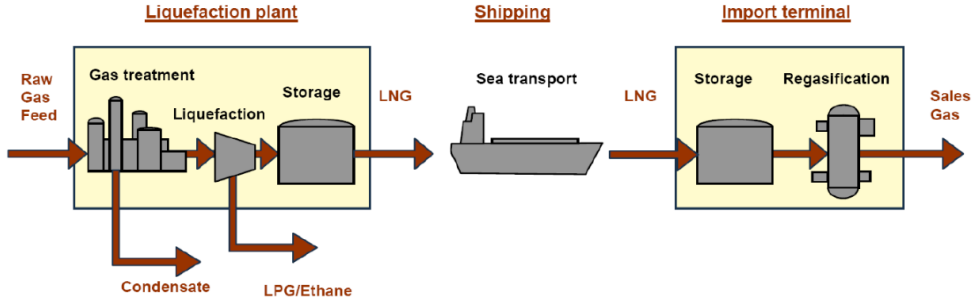 Liquefaction plant
Shipping
Import terminal
Raw
Gas
Feed
Gas treatment
Liquefaction
Storage
LNG
Sea transport
LNG
Storage
Regasification
Sales
Gas
Condensate
LPG/Ethane